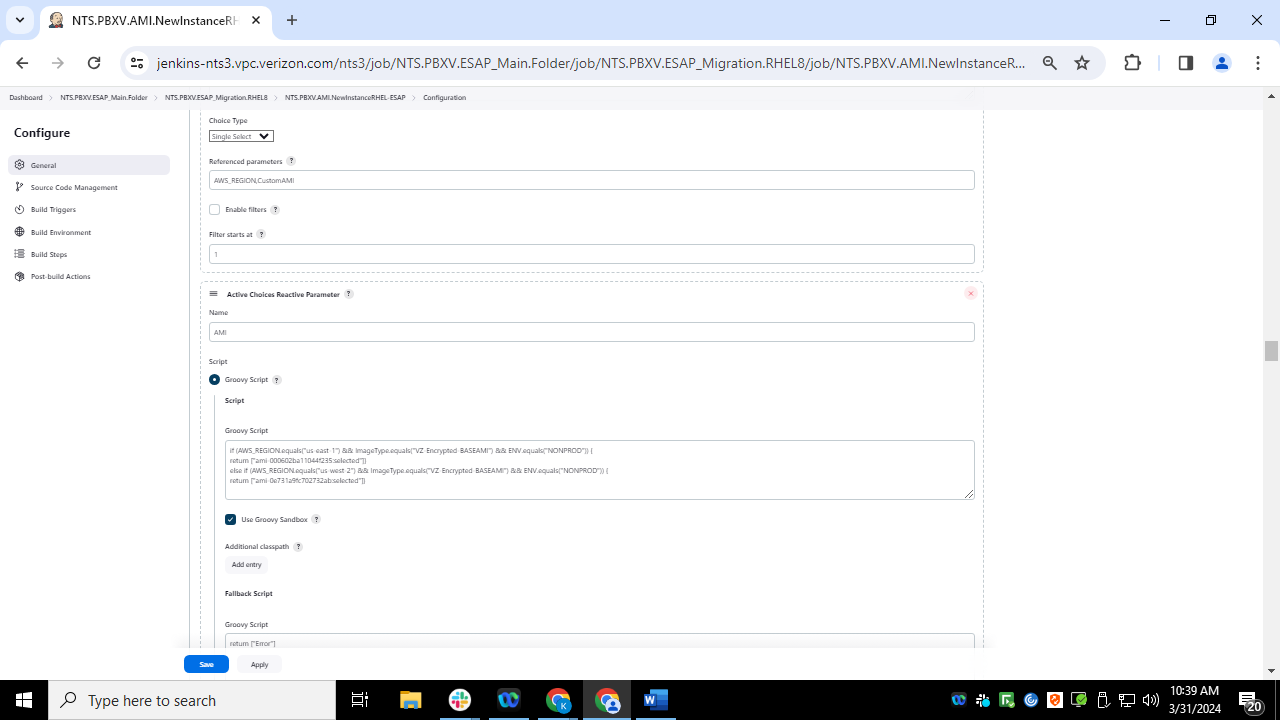 NTS.PBXV.AMI.NewInstanceRH
jenkins-nts3.vpc.verizon.com/nts3/job/NTS.PBXV.ESAP_Main.Folder/job/NTS.PBXV.ESAP_Migration.RHEL8/job/NTS.PBXV.AMI.NewInstanceR...
Dashboard
NTS.PBXV.ESAP_Main.Folder
NTS.PBXV.ESAP_Migration.RHEL8
NTS.PBXV.AMI.NewInstanceRHEL-ESAP
Configuration
Configure
General
Source Code Management
Build Triggers
Build Environment
Build Steps
Post-build Actions
Choice Type
Single Select
Referenced parameters ?
AWS_REGION,CustomAMI
Enable filters ?
Filter starts at ?
1
Active Choices Reactive Parameter ?
Name
AMI
Script
Groovy Script ?
Script
Groovy Script
if (AWS_REGION.equals("us-east-1") && ImageType.equals("VZ-Encrypted-BASEAMI") && ENV.equals("NONPROD")) {
return ["ami-000602ba11044f235:selected"]}
else if (AWS_REGION.equals("us-west-2") && ImageType.equals("VZ-Encrypted-BASEAMI") && ENV.equals("NONPROD")) {
return ["ami-0e731a9fc702732ab:selected"]}
Use Groovy Sandbox ?
Additional classpath ?
Add entry
Fallback Script
Groovy Script
return ["Error"]
Save
Apply
Type here to search
K
W
10:39 AM
3/31/2024
20